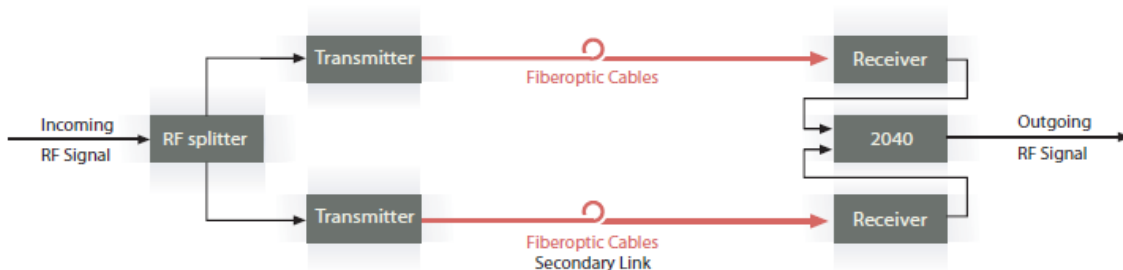 Transmitter
Fiberoptic Cables
Receiver
Incoming
RF Signal
RF splitter
2040
Outgoing
RF Signal
Transmitter
Fiberoptic Cables
Secondary Link
Receiver